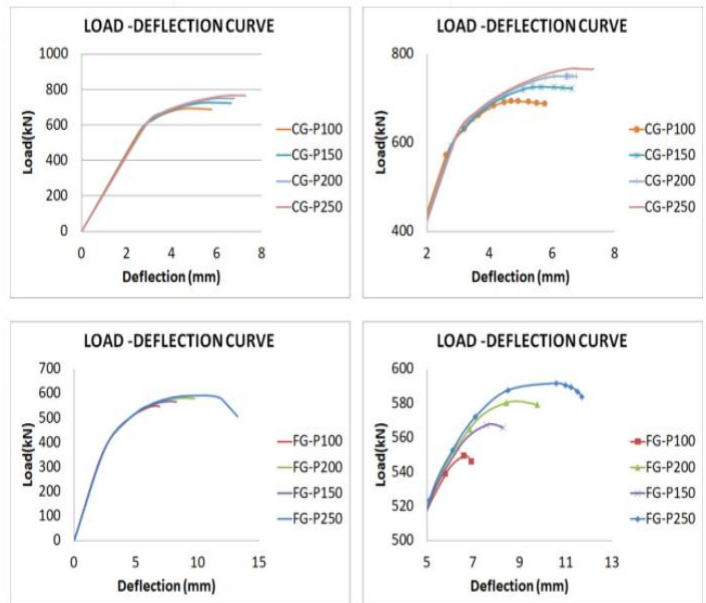 LOAD -DEFLECTION CURVE
1000
800
600
400
200
0
Load(kN)
0 2 4 6 8
Deflection (mm)
CG-P100
CG-P150
CG-P200
CG-P250
LOAD -DEFLECTION CURVE
800
600
400
Load(kN)
2 4 6 8
Deflection (mm)
CG-P100
CG-P150
CG-P200
CG-P250
LOAD -DEFLECTION CURVE
700
600
500
400
300
200
100
0
Load(kN)
0 5 10 15
Deflection (mm)
FG-P100
FG-P200
FG-P150
FG-P250
LOAD -DEFLECTION CURVE
600
580
560
540
520
500
Load(kN)
5 7 9 11 13
Deflection (mm)
FG-P100
FG-P200
FG-P150
FG-P250